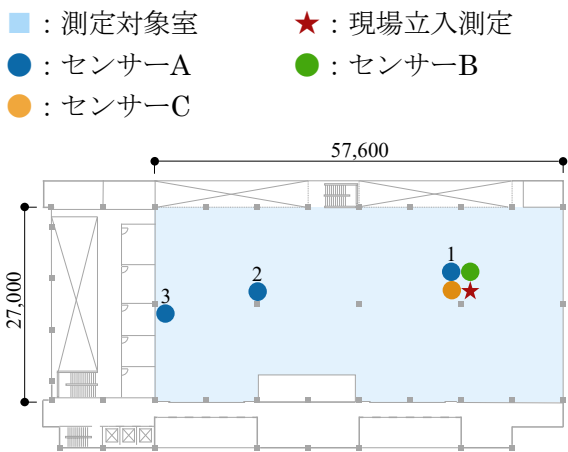 ：測定対象室
：現場立入測定
：センサーA
：センサーB
：センサーC
57,600
27,000
1
2
3